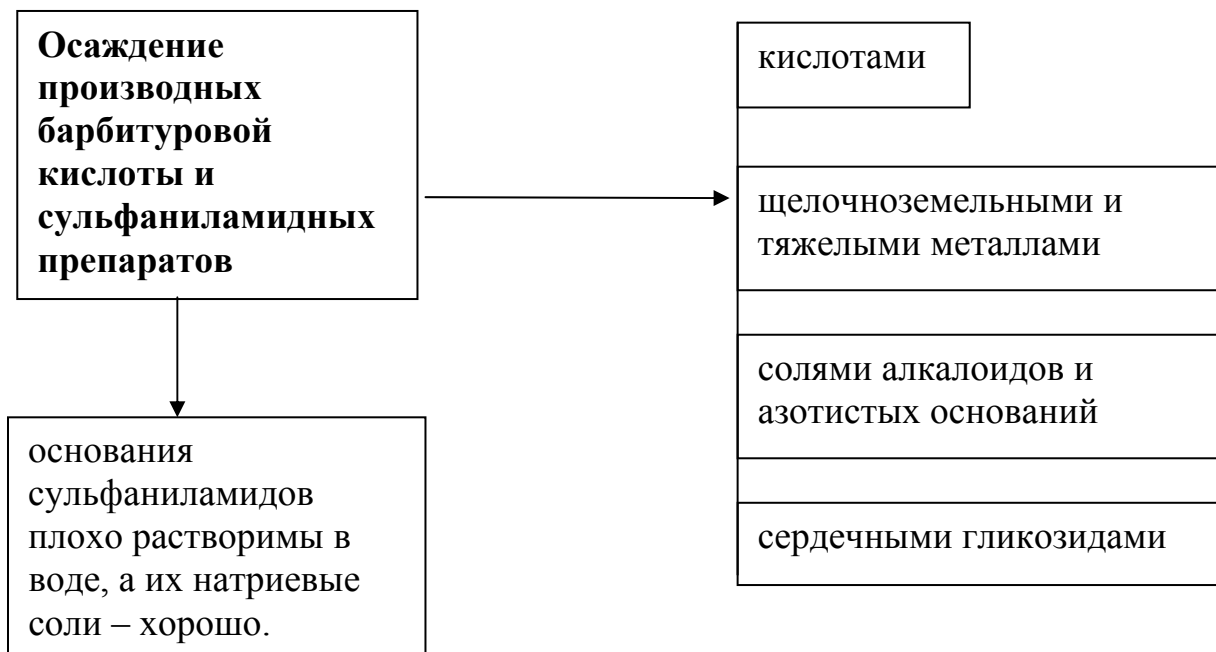 Осаждение
производных
барбитуровой
кислоты и
сульфаниламидных
препаратов
основания
сульфаниламидов
плохо растворимы в
воде, а их натриевые
соли – хорошо.
кислотами
щелочноземельными и
тяжелыми металлами
солями алкалоидов и
азотистых оснований
сердечными гликозидами